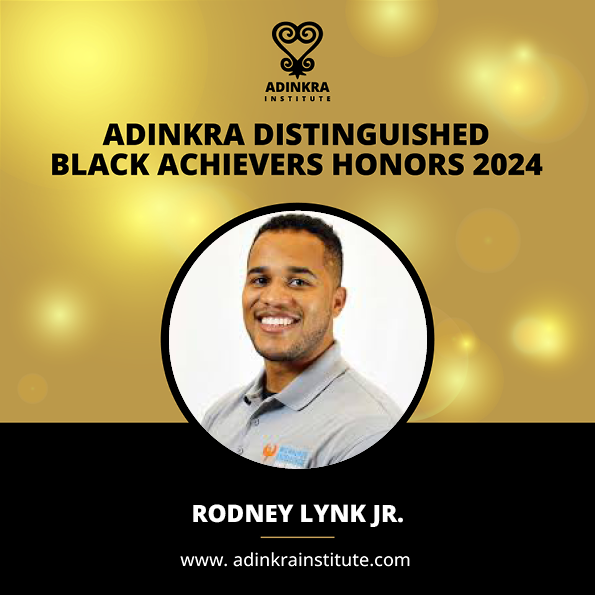 ADINKRA
INSTITUTE
ADINKRA DISTINGUISHED
BLACK ACHIEVERS HONORS 2024
RODNEY LYNK JR.
www. adinkrainstitute.com